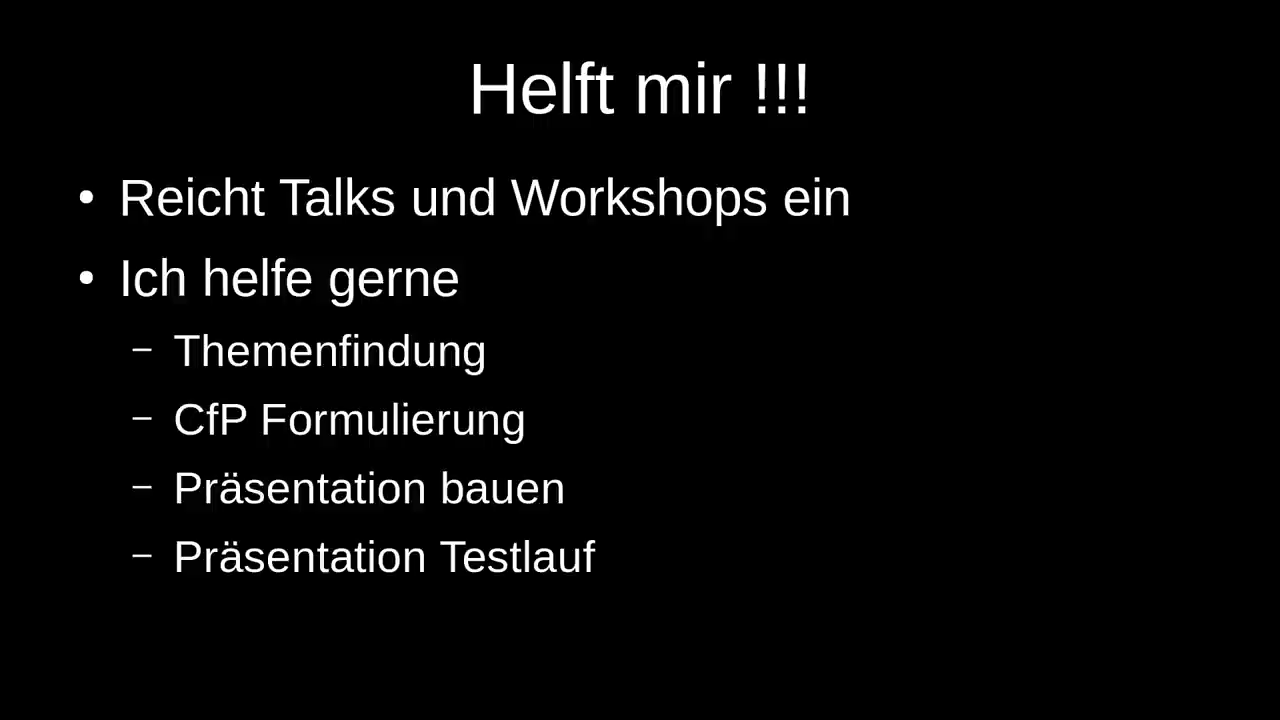 Helft mir !!!
• Reicht Talks und Workshops ein
• Ich helfe gerne
– Themenfindung
– CfP Formulierung
– Präsentation bauen
– Präsentation Testlauf